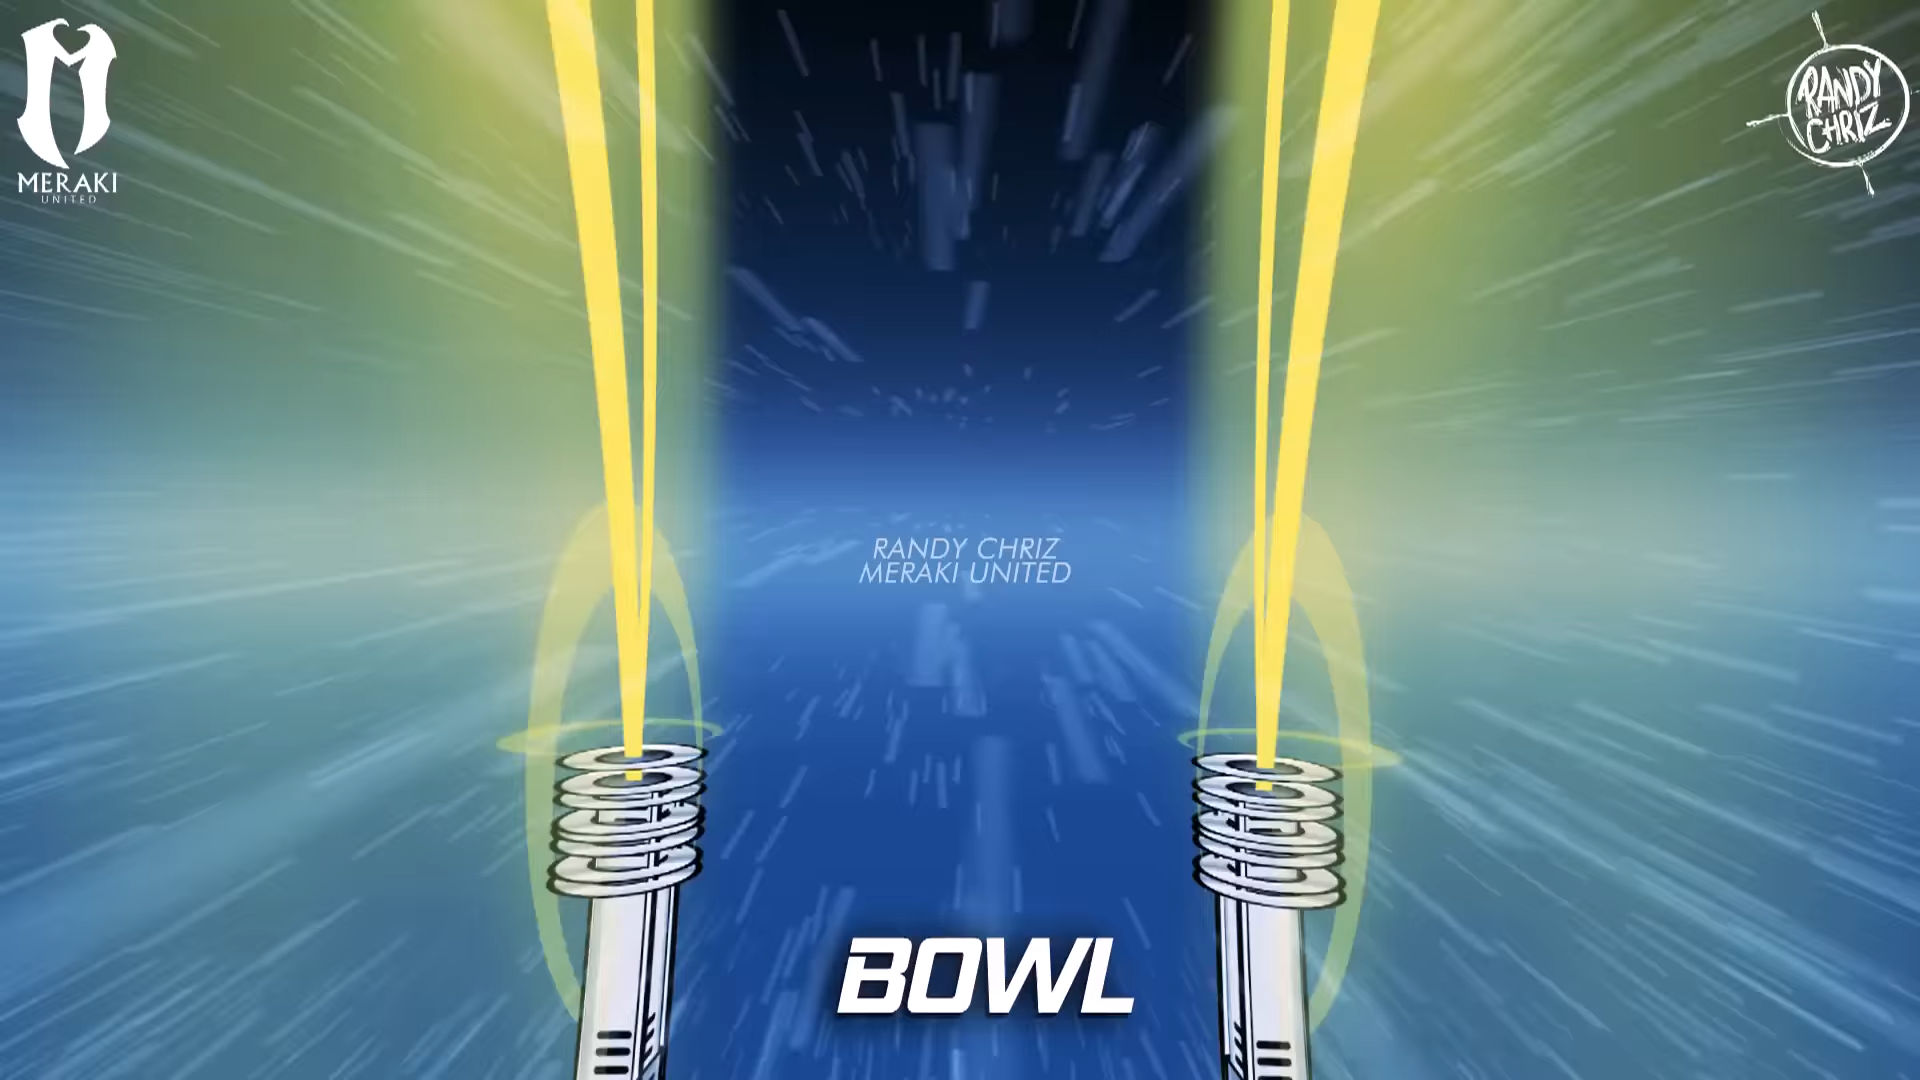 MERAKI
UNITED
RANDY
CHRIZ
RANDY CHRIZ
MERAKI UNITED
BOWL